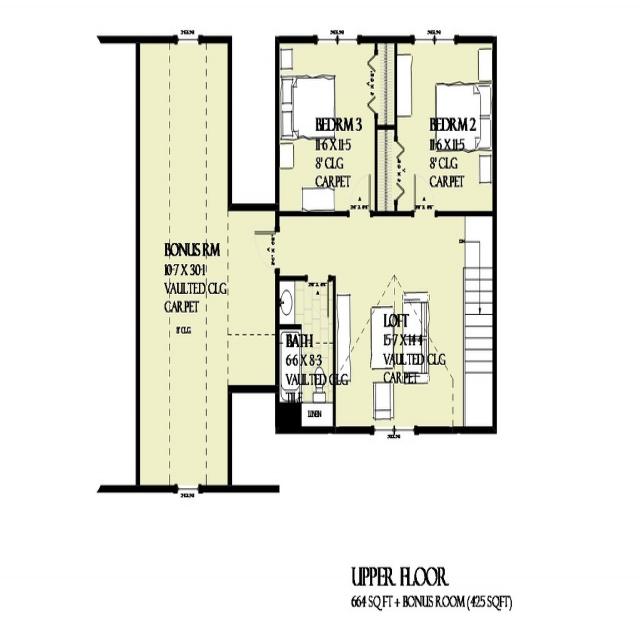 BEDRM 3
11-6 X 11-5
8' CLG
CARPET
BEDRM 2
11-6 X 11-5
8' CLG
CARPET
BONUS RM
10-7 X 30-1
VAULTED CLG
CARPET
8' CLG
LOFT
15-7 X 14-4
VAULTED CLG
CARPET
BATH
6-6 X 8-3
VAULTED CLG
TILE
LINEN
UPPER FLOOR
664 SQ FT + BONUS ROOM (425 SQFT)